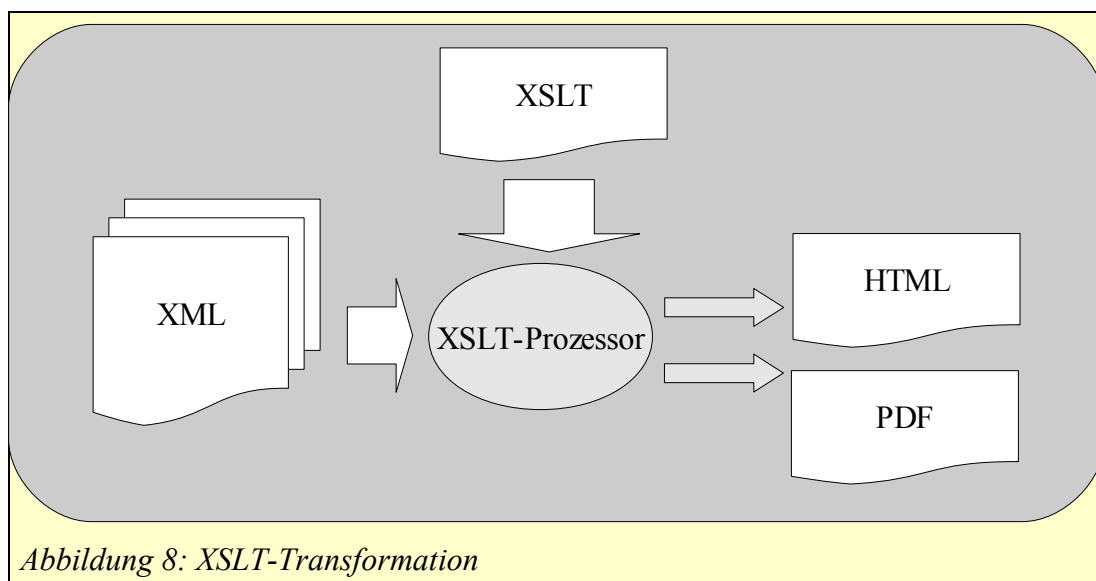 XSLT
XML
XSLT-Prozessor
HTML
PDF
Abbildung 8: XSLT-Transformation